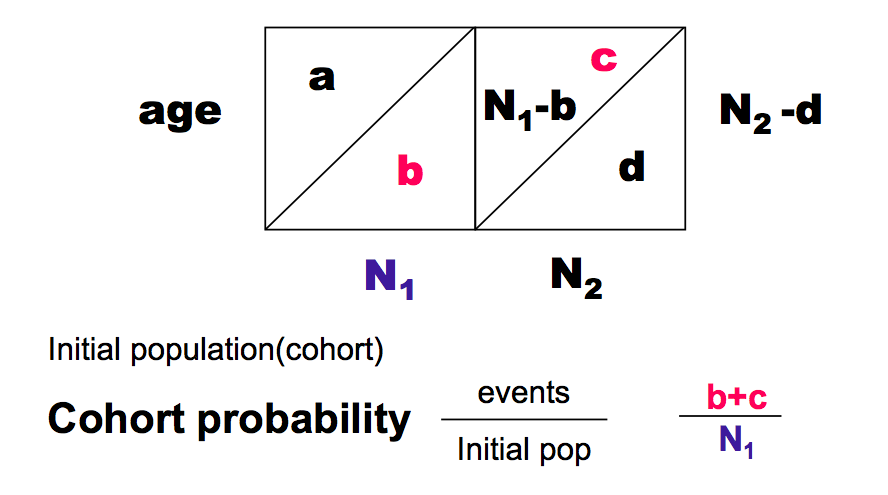 a
c
age
N₁-b
N₂ -d
b
d
N₁
N₂
Initial population(cohort)
Cohort probability
events
Initial pop
b+c
N₁